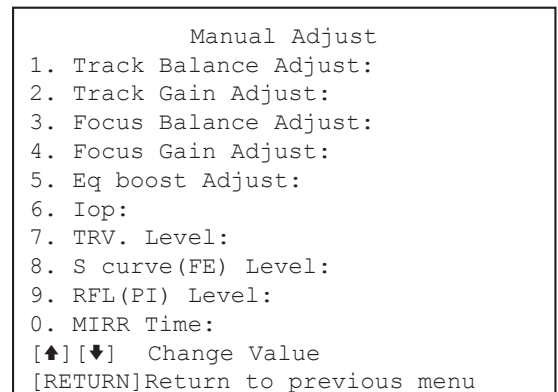 Manual Adjust
1. Track Balance Adjust:
2. Track Gain Adjust:
3. Focus Balance Adjust:
4. Focus Gain Adjust:
5. Eq boost Adjust:
6. Iop:
7. TRV. Level:
8. S curve(FE) Level:
9. RFL(PI) Level:
0. MIRR Time:
[↑][↓] Change Value
[RETURN]Return to previous menu